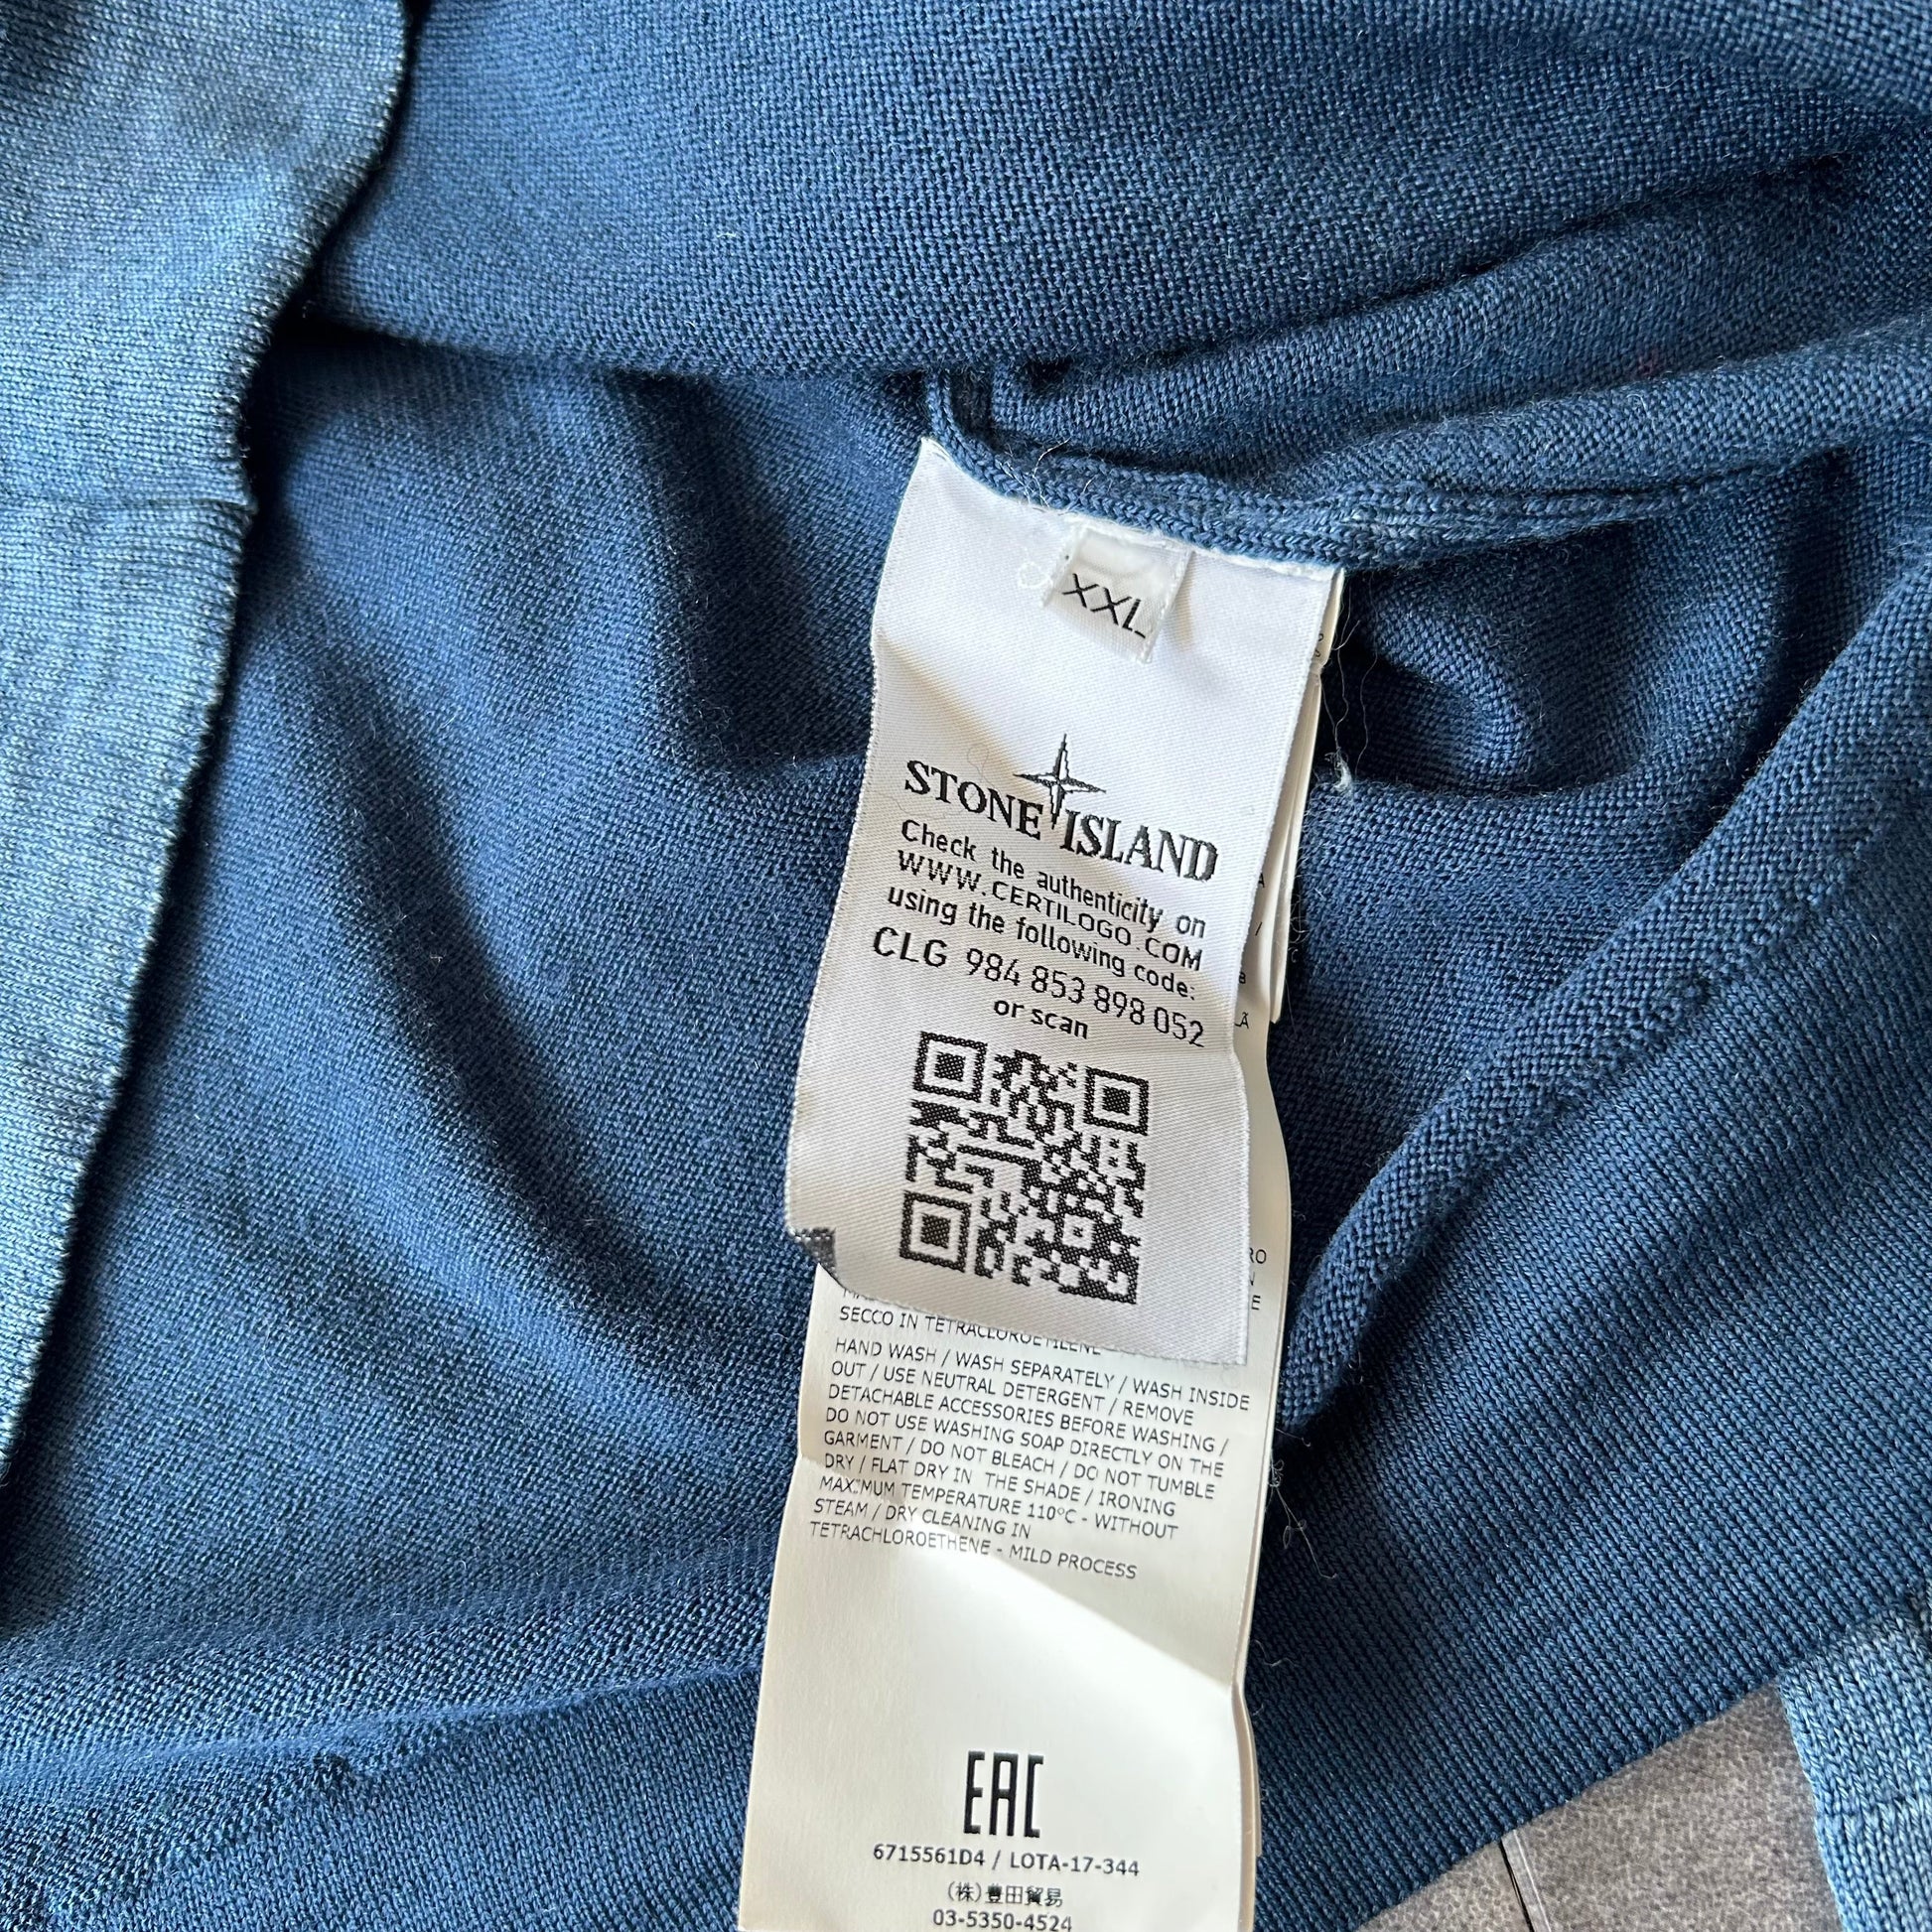 XXL
STONE ISLAND
Check the authenticity on
WWW.CERTILOGO.COM
using the following code:
CLG 984 853 898 052
or scan
SECCO IN TETRACLOROETILENE
HAND WASH / WASH SEPARATELY / WASH INSIDE
OUT / USE NEUTRAL DETERGENT / REMOVE
DETACHABLE ACCESSORIES BEFORE WASHING /
DO NOT USE WASHING SOAP DIRECTLY ON THE
GARMENT / DO NOT BLEACH / DO NOT TUMBLE
DRY / FLAT DRY IN THE SHADE / IRONING
MAXIMUM TEMPERATURE 110°C - WITHOUT
STEAM / DRY CLEANING IN
TETRACHLOROETHENE - MILD PROCESS
EAC
6715561D4 / LOTA-17-344
(株)豊田貿易
03-5350-4524